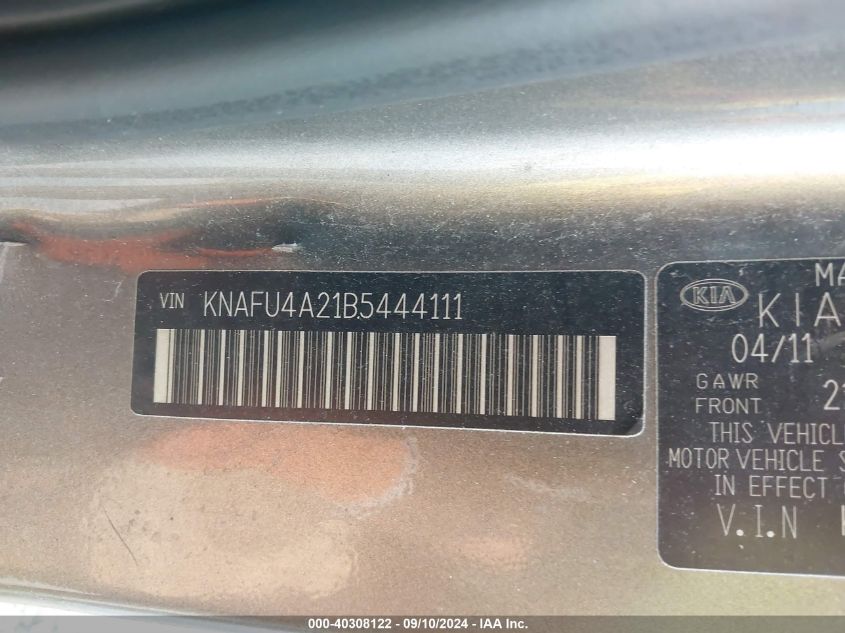 VIN KNAFU4A21B5444111
MA
KIA
KIA
04/11
GAWR
FRONT 21
THIS VEHICL
MOTOR VEHICLE S
IN EFFECT
V.I.N K
000-40308122 - 09/10/2024 - IAA Inc.